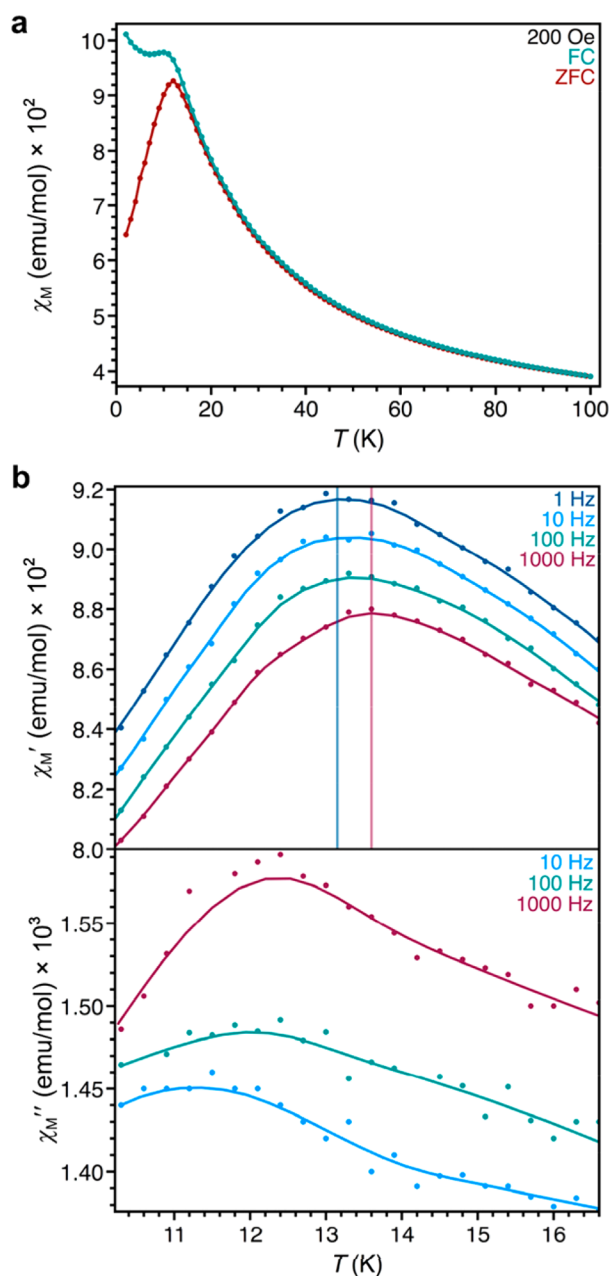 a
200 Oe
FC
ZFC
10
9
8
7
6
5
4
χM (emu/mol) × 10²
0 20 40 60 80 100
T (K)
b
1 Hz
10 Hz
100 Hz
1000 Hz
9.2
9.0
8.8
8.6
8.4
8.2
8.0
χM′ (emu/mol) × 10²
10 Hz
100 Hz
1000 Hz
1.55
1.50
1.45
1.40
χM″ (emu/mol) × 10³
11 12 13 14 15 16
T (K)